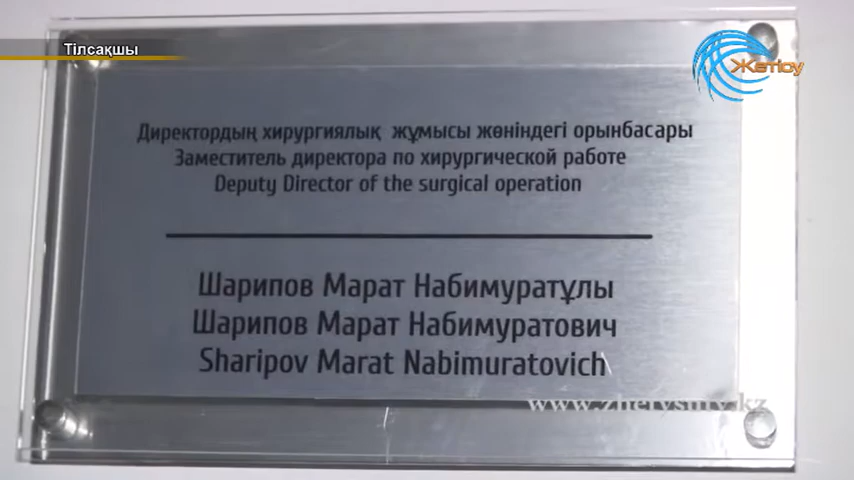 Тілсақшы
Жетісу
Директордың хирургиялық жұмысы жөніндегі орынбасары
Заместитель директора по хирургической работе
Deputy Director of the surgical operation
Шарипов Марат Набимуратұлы
Шарипов Марат Набимуратович
Sharipov Marat Nabimuratovich